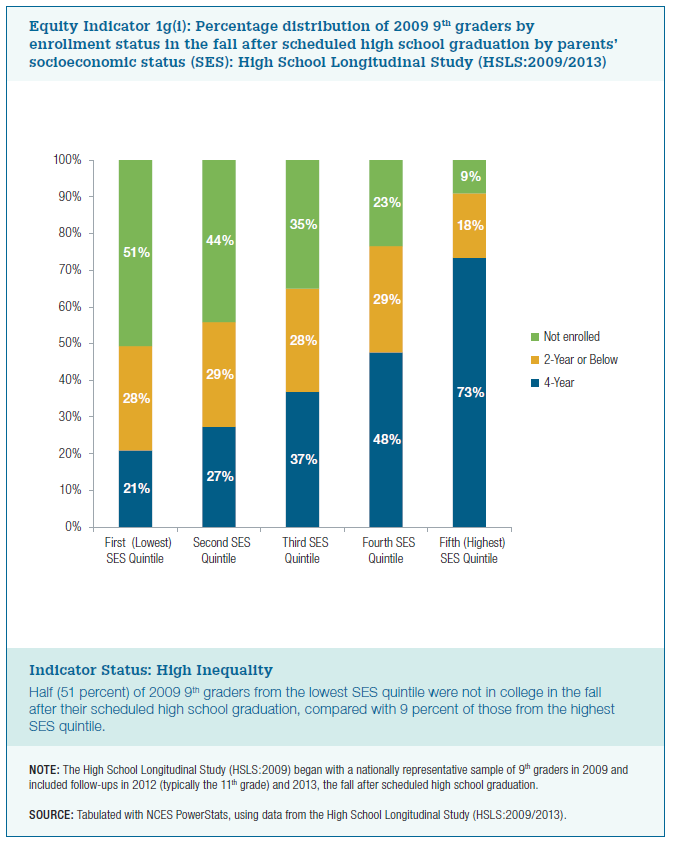 Equity Indicator 1g(i): Percentage distribution of 2009 9th graders by
enrollment status in the fall after scheduled high school graduation by parents'
socioeconomic status (SES): High School Longitudinal Study (HSLS:2009/2013)
100%
90%
80%
70%
60%
50%
40%
30%
20%
10%
0%
51%
28%
21%
44%
29%
27%
35%
28%
37%
23%
29%
48%
9%
18%
73%
Not enrolled
2-Year or Below
4-Year
First (Lowest)
SES Quintile
Second SES
Quintile
Third SES
Quintile
Fourth SES
Quintile
Fifth (Highest)
SES Quintile
Indicator Status: High Inequality
Half (51 percent) of 2009 9th graders from the lowest SES quintile were not in college in the fall
after their scheduled high school graduation, compared with 9 percent of those from the highest
SES quintile.
NOTE: The High School Longitudinal Study (HSLS:2009) began with a nationally representative sample of 9th graders in 2009 and
included follow-ups in 2012 (typically the 11th grade) and 2013, the fall after scheduled high school graduation.
SOURCE: Tabulated with NCES PowerStats, using data from the High School Longitudinal Study (HSLS:2009/2013).